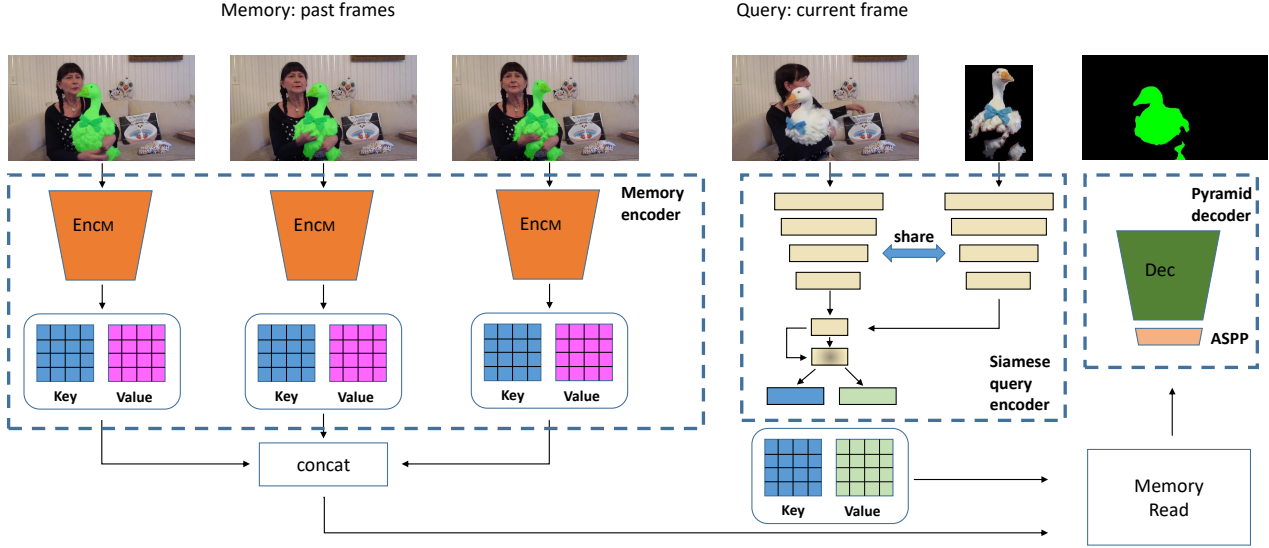 Memory: past frames
Query: current frame
Memory
encoder
EncM
EncM
EncM
Key
Value
Key
Value
Key
Value
concat
share
Siamese
query
encoder
Key
Value
Pyramid
decoder
Dec
ASPP
Memory
Read